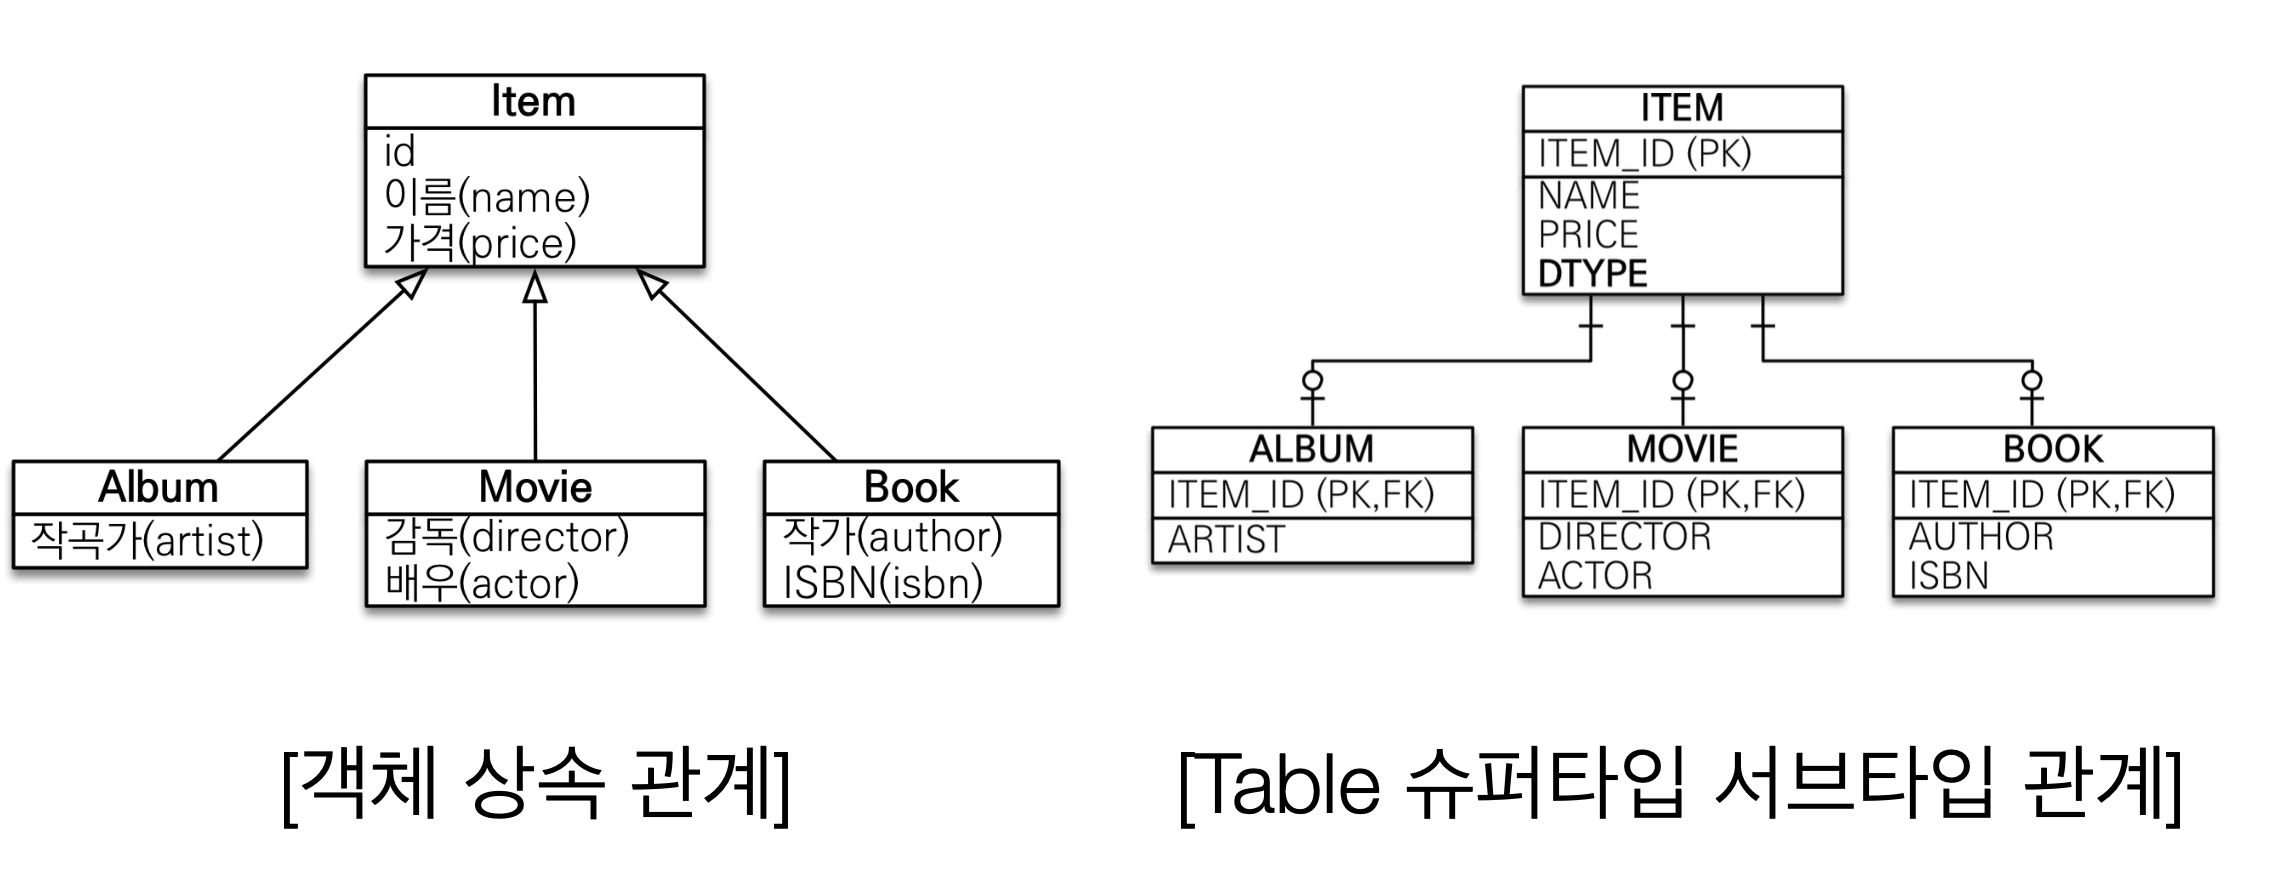 Item
id
이름(name)
가격(price)
Album
작곡가(artist)
Movie
감독(director)
배우(actor)
Book
작가(author)
ISBN(isbn)
[객체 상속 관계]
ITEM
ITEM_ID (PK)
NAME
PRICE
DTYPE
ALBUM
ITEM_ID (PK,FK)
ARTIST
MOVIE
ITEM_ID (PK,FK)
DIRECTOR
ACTOR
BOOK
ITEM_ID (PK,FK)
AUTHOR
ISBN
[Table 슈퍼타입 서브타입 관계]